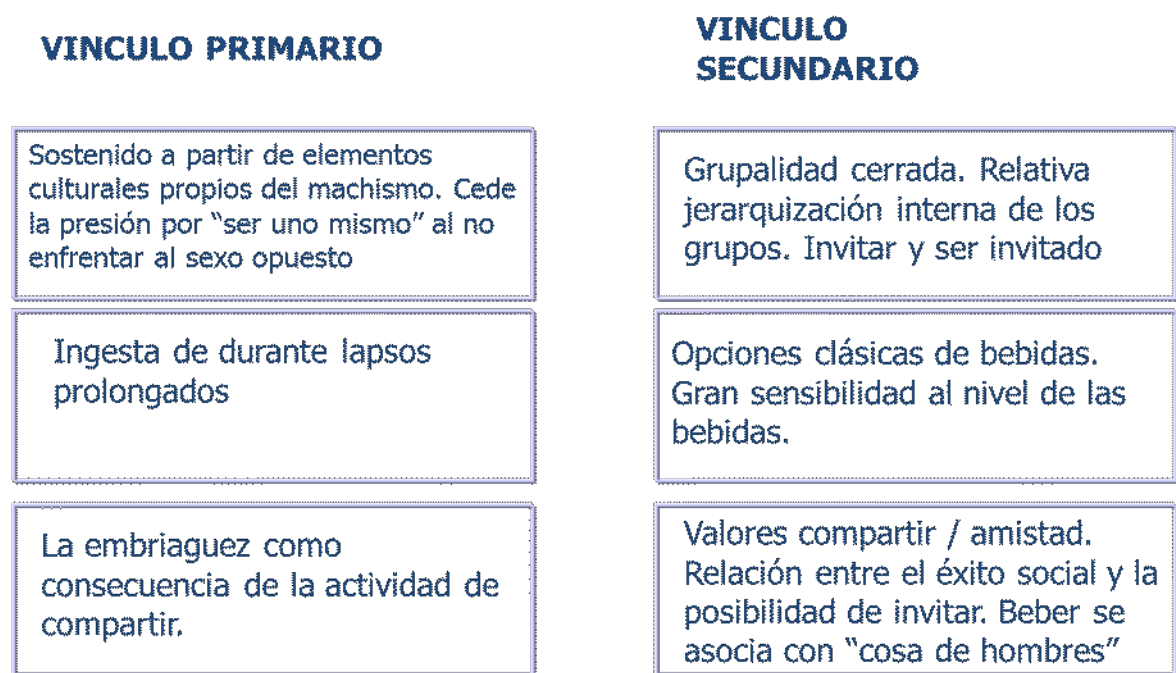 VINCULO PRIMARIO
VINCULO
SECUNDARIO
Sostenido a partir de elementos
culturales propios del machismo. Cede
la presión por “ser uno mismo” al no
enfrentar al sexo opuesto
Grupalidad cerrada. Relativa
jerarquización interna de los
grupos. Invitar y ser invitado
Ingesta de durante lapsos
prolongados
Opciones clásicas de bebidas.
Gran sensibilidad al nivel de las
bebidas.
La embriaguez como
consecuencia de la actividad de
compartir.
Valores compartir / amistad.
Relación entre el éxito social y la
posibilidad de invitar. Beber se
asocia con “cosa de hombres”